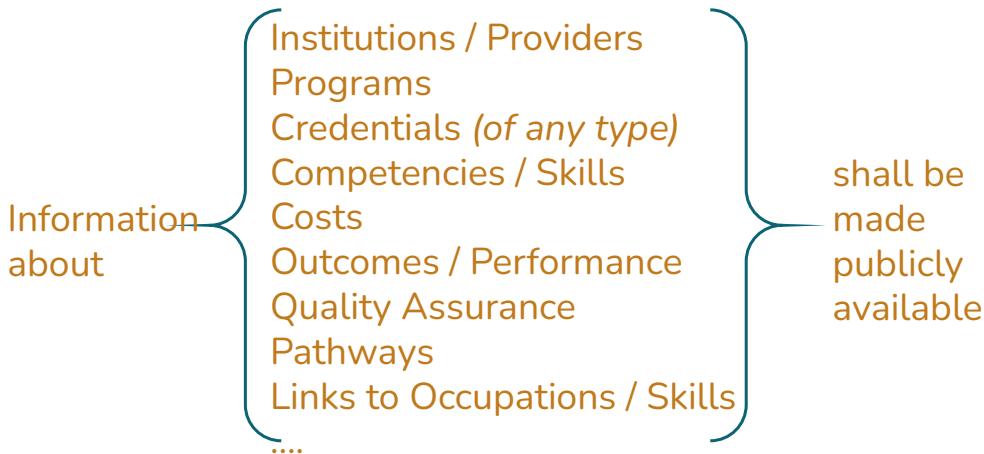 Information
about
Institutions / Providers
Programs
Credentials (of any type)
Competencies / Skills
Costs
Outcomes / Performance
Quality Assurance
Pathways
Links to Occupations / Skills
....
shall be
made
publicly
available